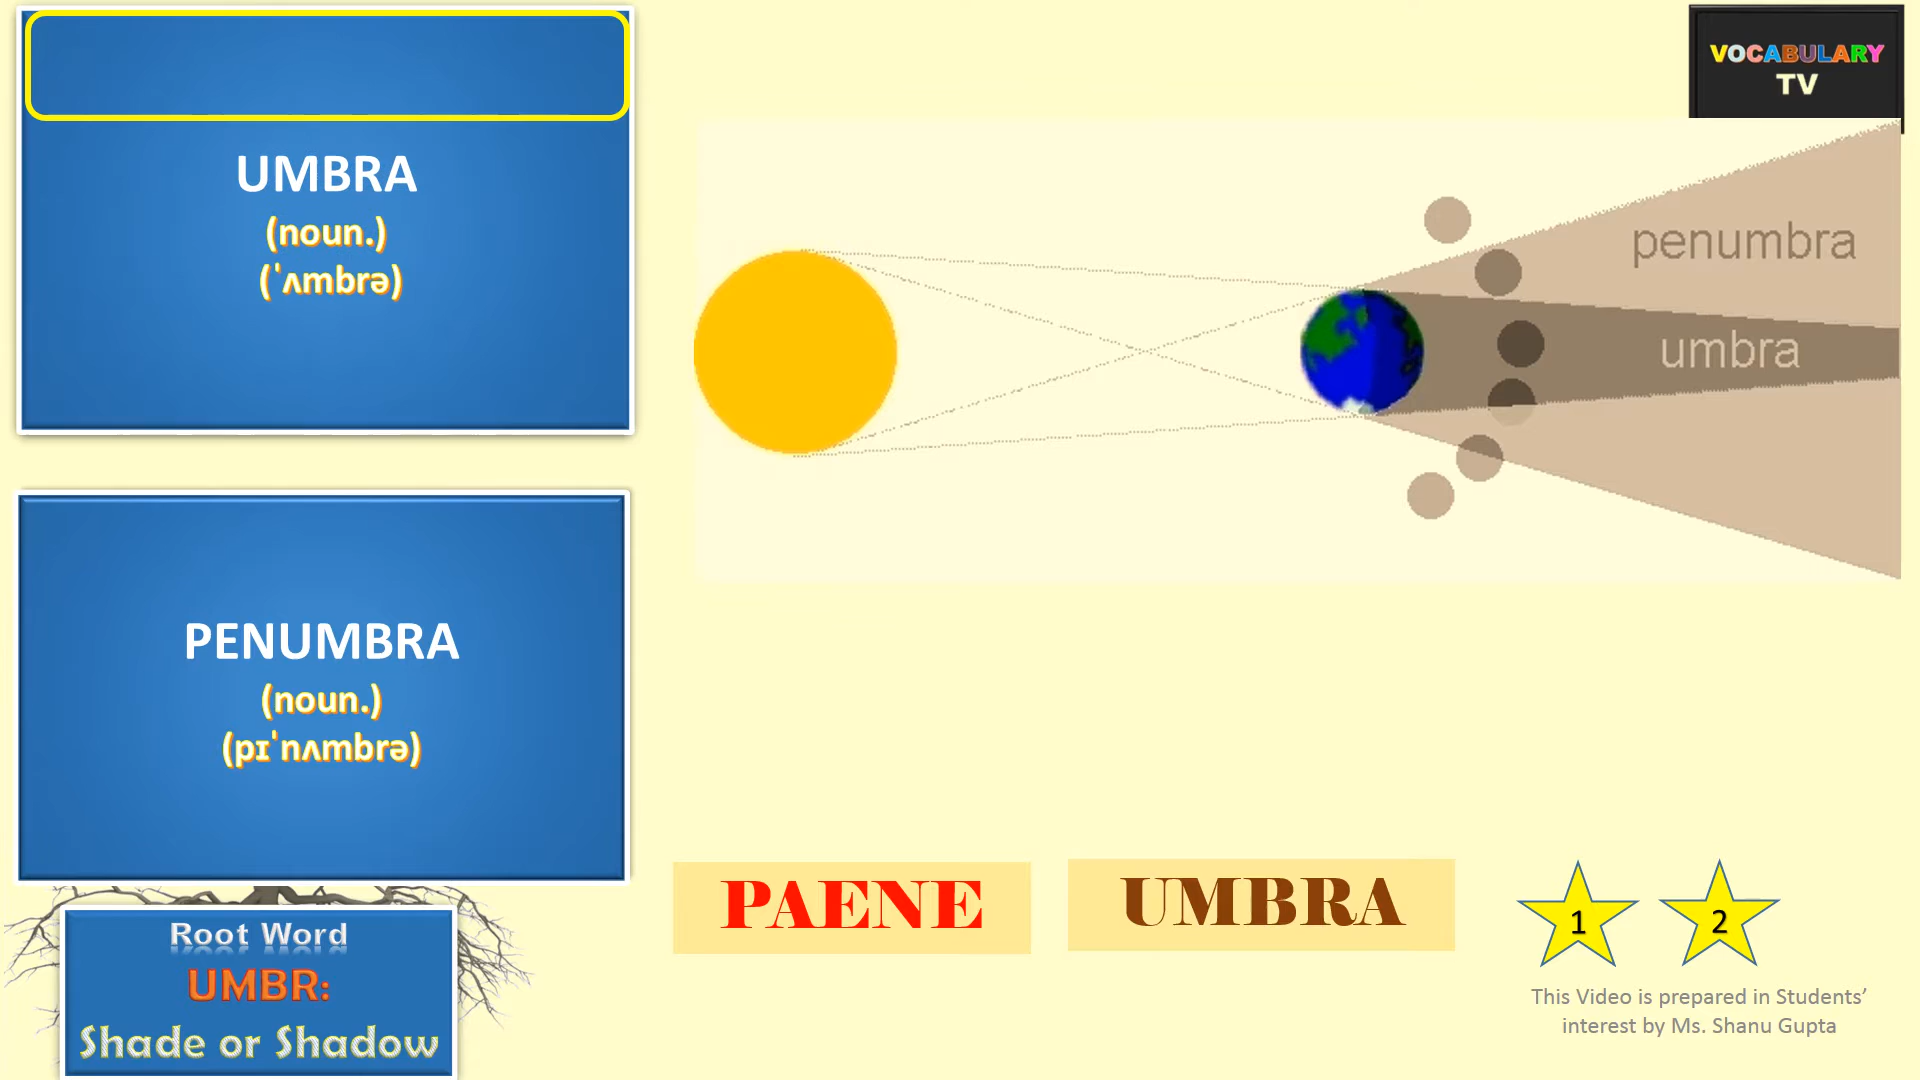 UMBRA
(noun.)
(ˈʌmbrə)
PENUMBRA
(noun.)
(pɪˈnʌmbrə)
Root Word
UMBR:
Shade or Shadow
VOCABULARY
TV
penumbra
umbra
PAENE
UMBRA
1
2
This Video is prepared in Students’
interest by Ms. Shanu Gupta